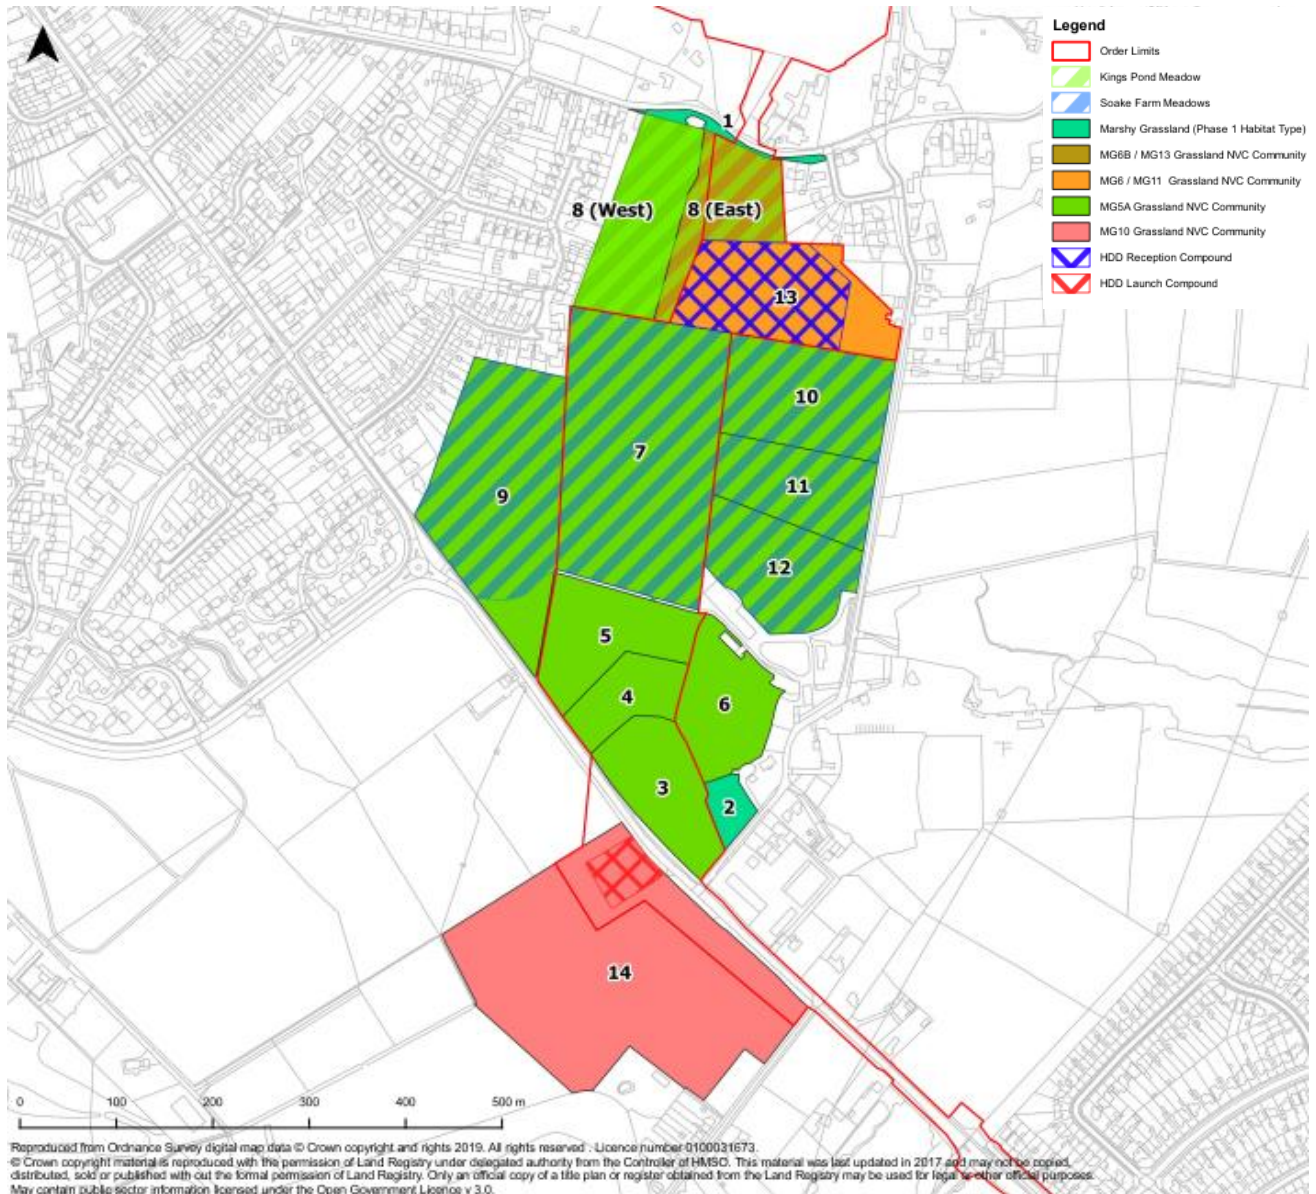 Legend
Order Limits
Kings Pond Meadow
Soake Farm Meadows
Marshy Grassland (Phase 1 Habitat Type)
MG6B / MG13 Grassland NVC Community
MG6 / MG11 Grassland NVC Community
MG5A Grassland NVC Community
MG10 Grassland NVC Community
HDD Reception Compound
HDD Launch Compound
1
8 (West)
8 (East)
13
10
7
11
9
12
5
4
6
3
2
14
0 100 200 300 400 500 m
Reproduced from Ordnance Survey digital map data © Crown copyright and rights 2019. All rights reserved . Licence number 0100031673.
© Crown copyright material is reproduced with the permission of Land Registry under delegated authority from the Controller of HMSO. This material was last updated in 2017 and may not be copied,
distributed, sold or published with out the formal permission of Land Registry. Only an official copy of a title plan or register obtained from the Land Registry may be used for legal or other official purposes.
May contain public sector information licensed under the Open Government Licence v 3.0.